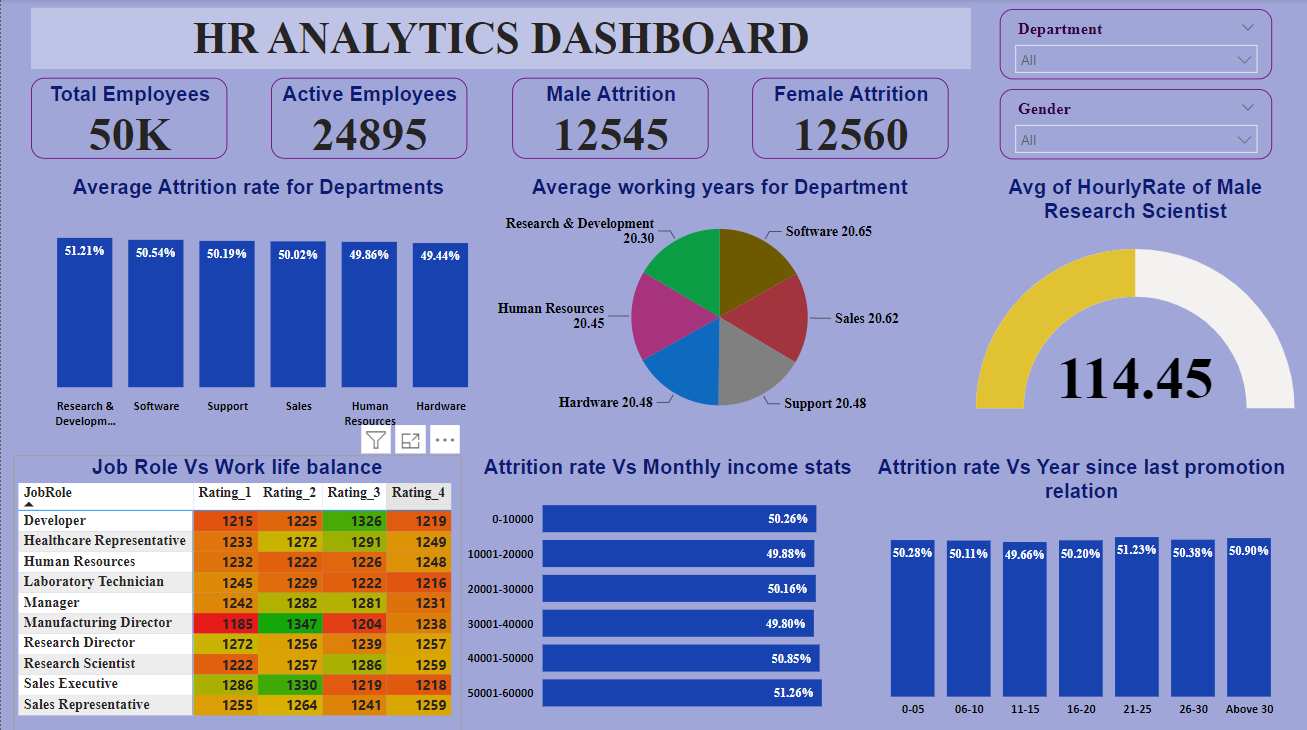 HR ANALYTICS DASHBOARD
Department
All
Gender
All
Total Employees
50K
Active Employees
24895
Male Attrition
12545
Female Attrition
12560
Average Attrition rate for Departments
51.21% 50.54% 50.19% 50.02% 49.86% 49.44%
Research & Software Support Sales Human Hardware
Developm... Resources
Average working years for Department
Research & Development
20.30
Software 20.65
Human Resources
20.45
Sales 20.62
Hardware 20.48
Support 20.48
Avg of HourlyRate of Male
Research Scientist
114.45
Job Role Vs Work life balance
JobRole Rating_1 Rating_2 Rating_3 Rating_4
Developer 1215 1225 1326 1219
Healthcare Representative 1233 1272 1291 1249
Human Resources 1232 1222 1226 1248
Laboratory Technician 1245 1229 1222 1216
Manager 1242 1282 1281 1231
Manufacturing Director 1185 1347 1204 1238
Research Director 1272 1256 1239 1257
Research Scientist 1222 1257 1286 1259
Sales Executive 1286 1330 1219 1218
Sales Representative 1255 1264 1241 1259
Attrition rate Vs Monthly income stats
0-10000 50.26%
10001-20000 49.88%
20001-30000 50.16%
30001-40000 49.80%
40001-50000 50.85%
50001-60000 51.26%
Attrition rate Vs Year since last promotion
relation
50.28% 50.11% 49.66% 50.20% 51.23% 50.38% 50.90%
0-05 06-10 11-15 16-20 21-25 26-30 Above 30